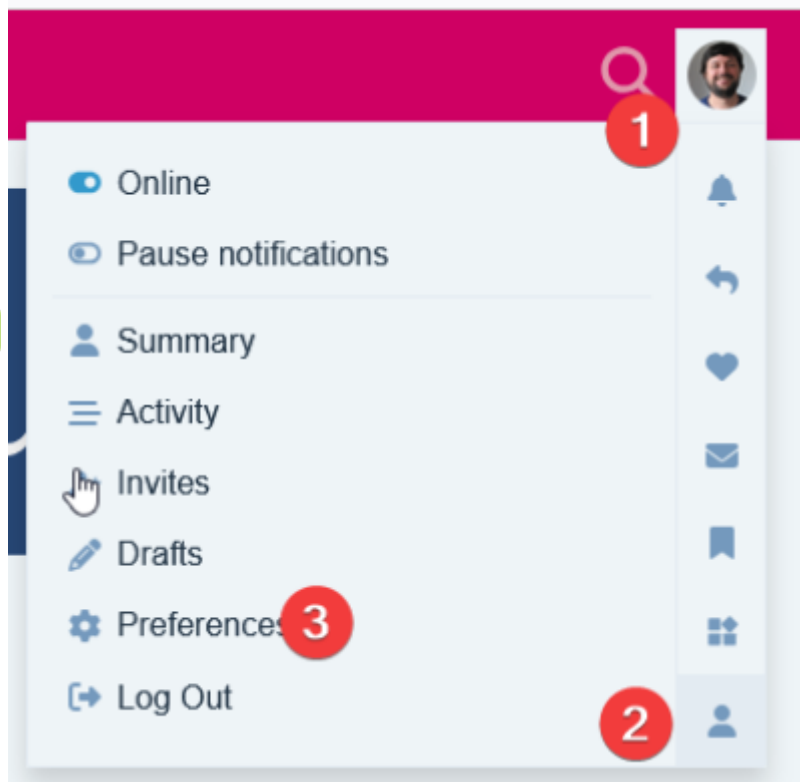 1
Online
Pause notifications
Summary
Activity
Invites
Drafts
Preferences 3
Log Out
2